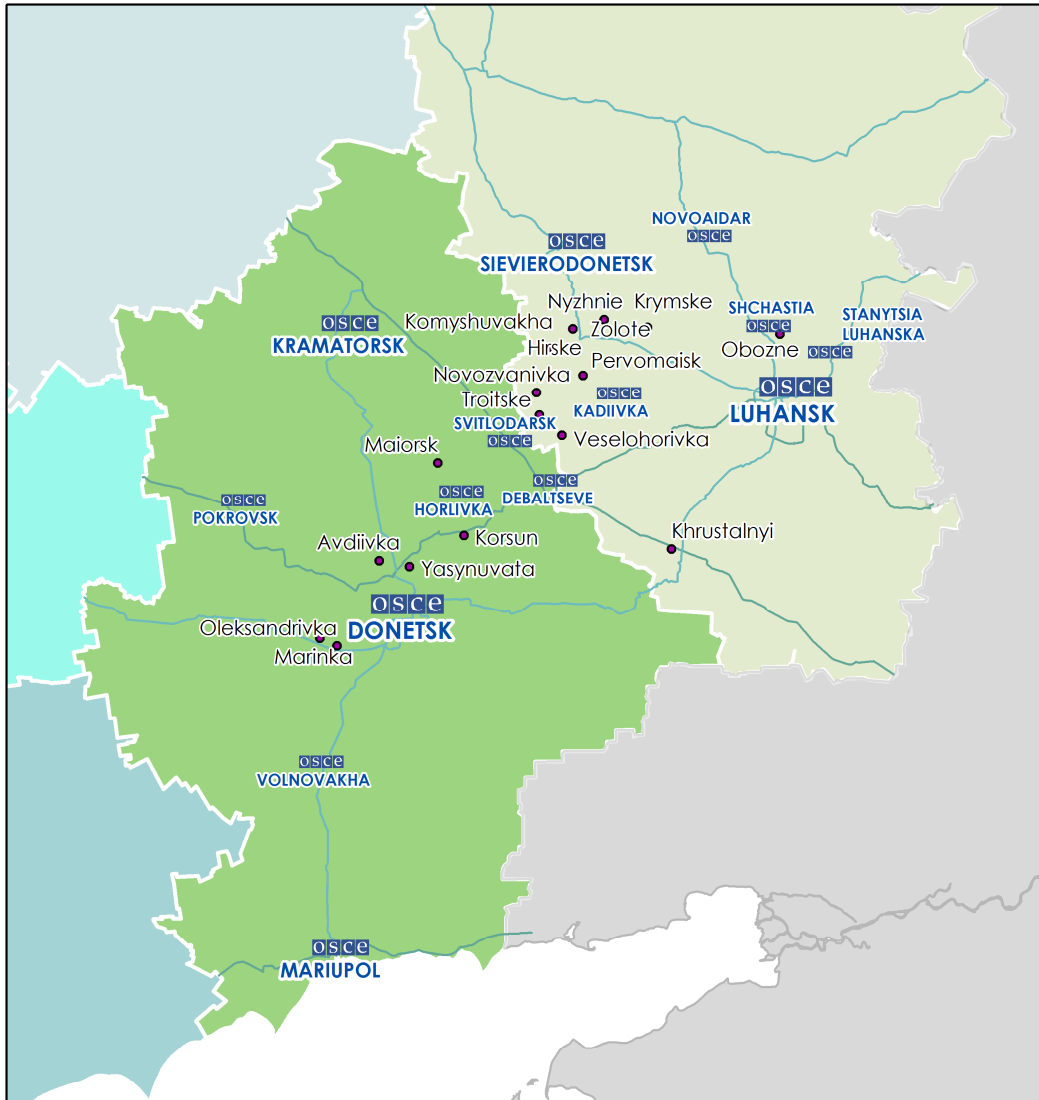 osce
NOVOAIDAR
osce
osce
SIEVIERODONETSK
Nyzhnie
Krymske
SHCHASTIA
osce
STANYTSIA
LUHANSKA
osce
osce
KRAMATORSK
Komyshuvakha
Zolote
Hirske
Obozne
Pervomaisk
Novozvanivka
Troitske
osce
KADIIVKA
osce
LUHANSK
SVITLODARSK
osce
Veselohorivka
Maiorsk
osce
DEBALTSEVE
osce
HORLIVKA
osce
POKROVSK
Khrustalnyi
Korsun
Avdiivka
Yasynuvata
osce
DONETSK
Oleksandrivka
Marinka
osce
VOLNOVAKHA
osce
MARIUPOL